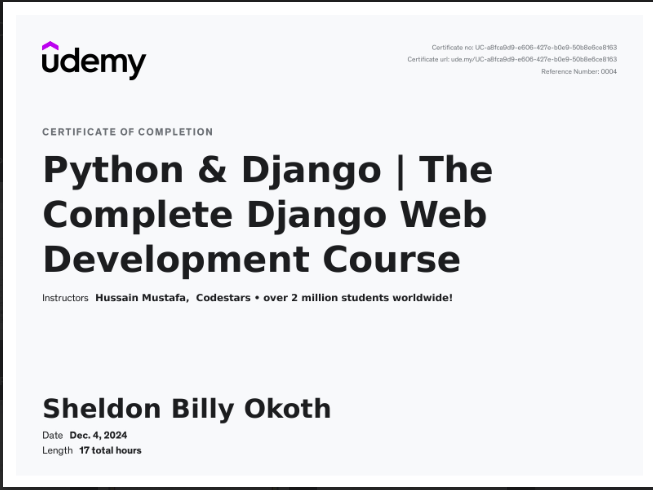 udemy
Certificate no: UC-a8fca9d9-e606-427e-b0e9-50b8e6ce8163
Certificate url: ude.my/UC-a8fca9d9-e606-427e-b0e9-50b8e6ce8163
Reference Number: 0004
CERTIFICATE OF COMPLETION
Python & Django | The
Complete Django Web
Development Course
Instructors Hussain Mustafa, Codestars • over 2 million students worldwide!
Sheldon Billy Okoth
Date Dec. 4, 2024
Length 17 total hours